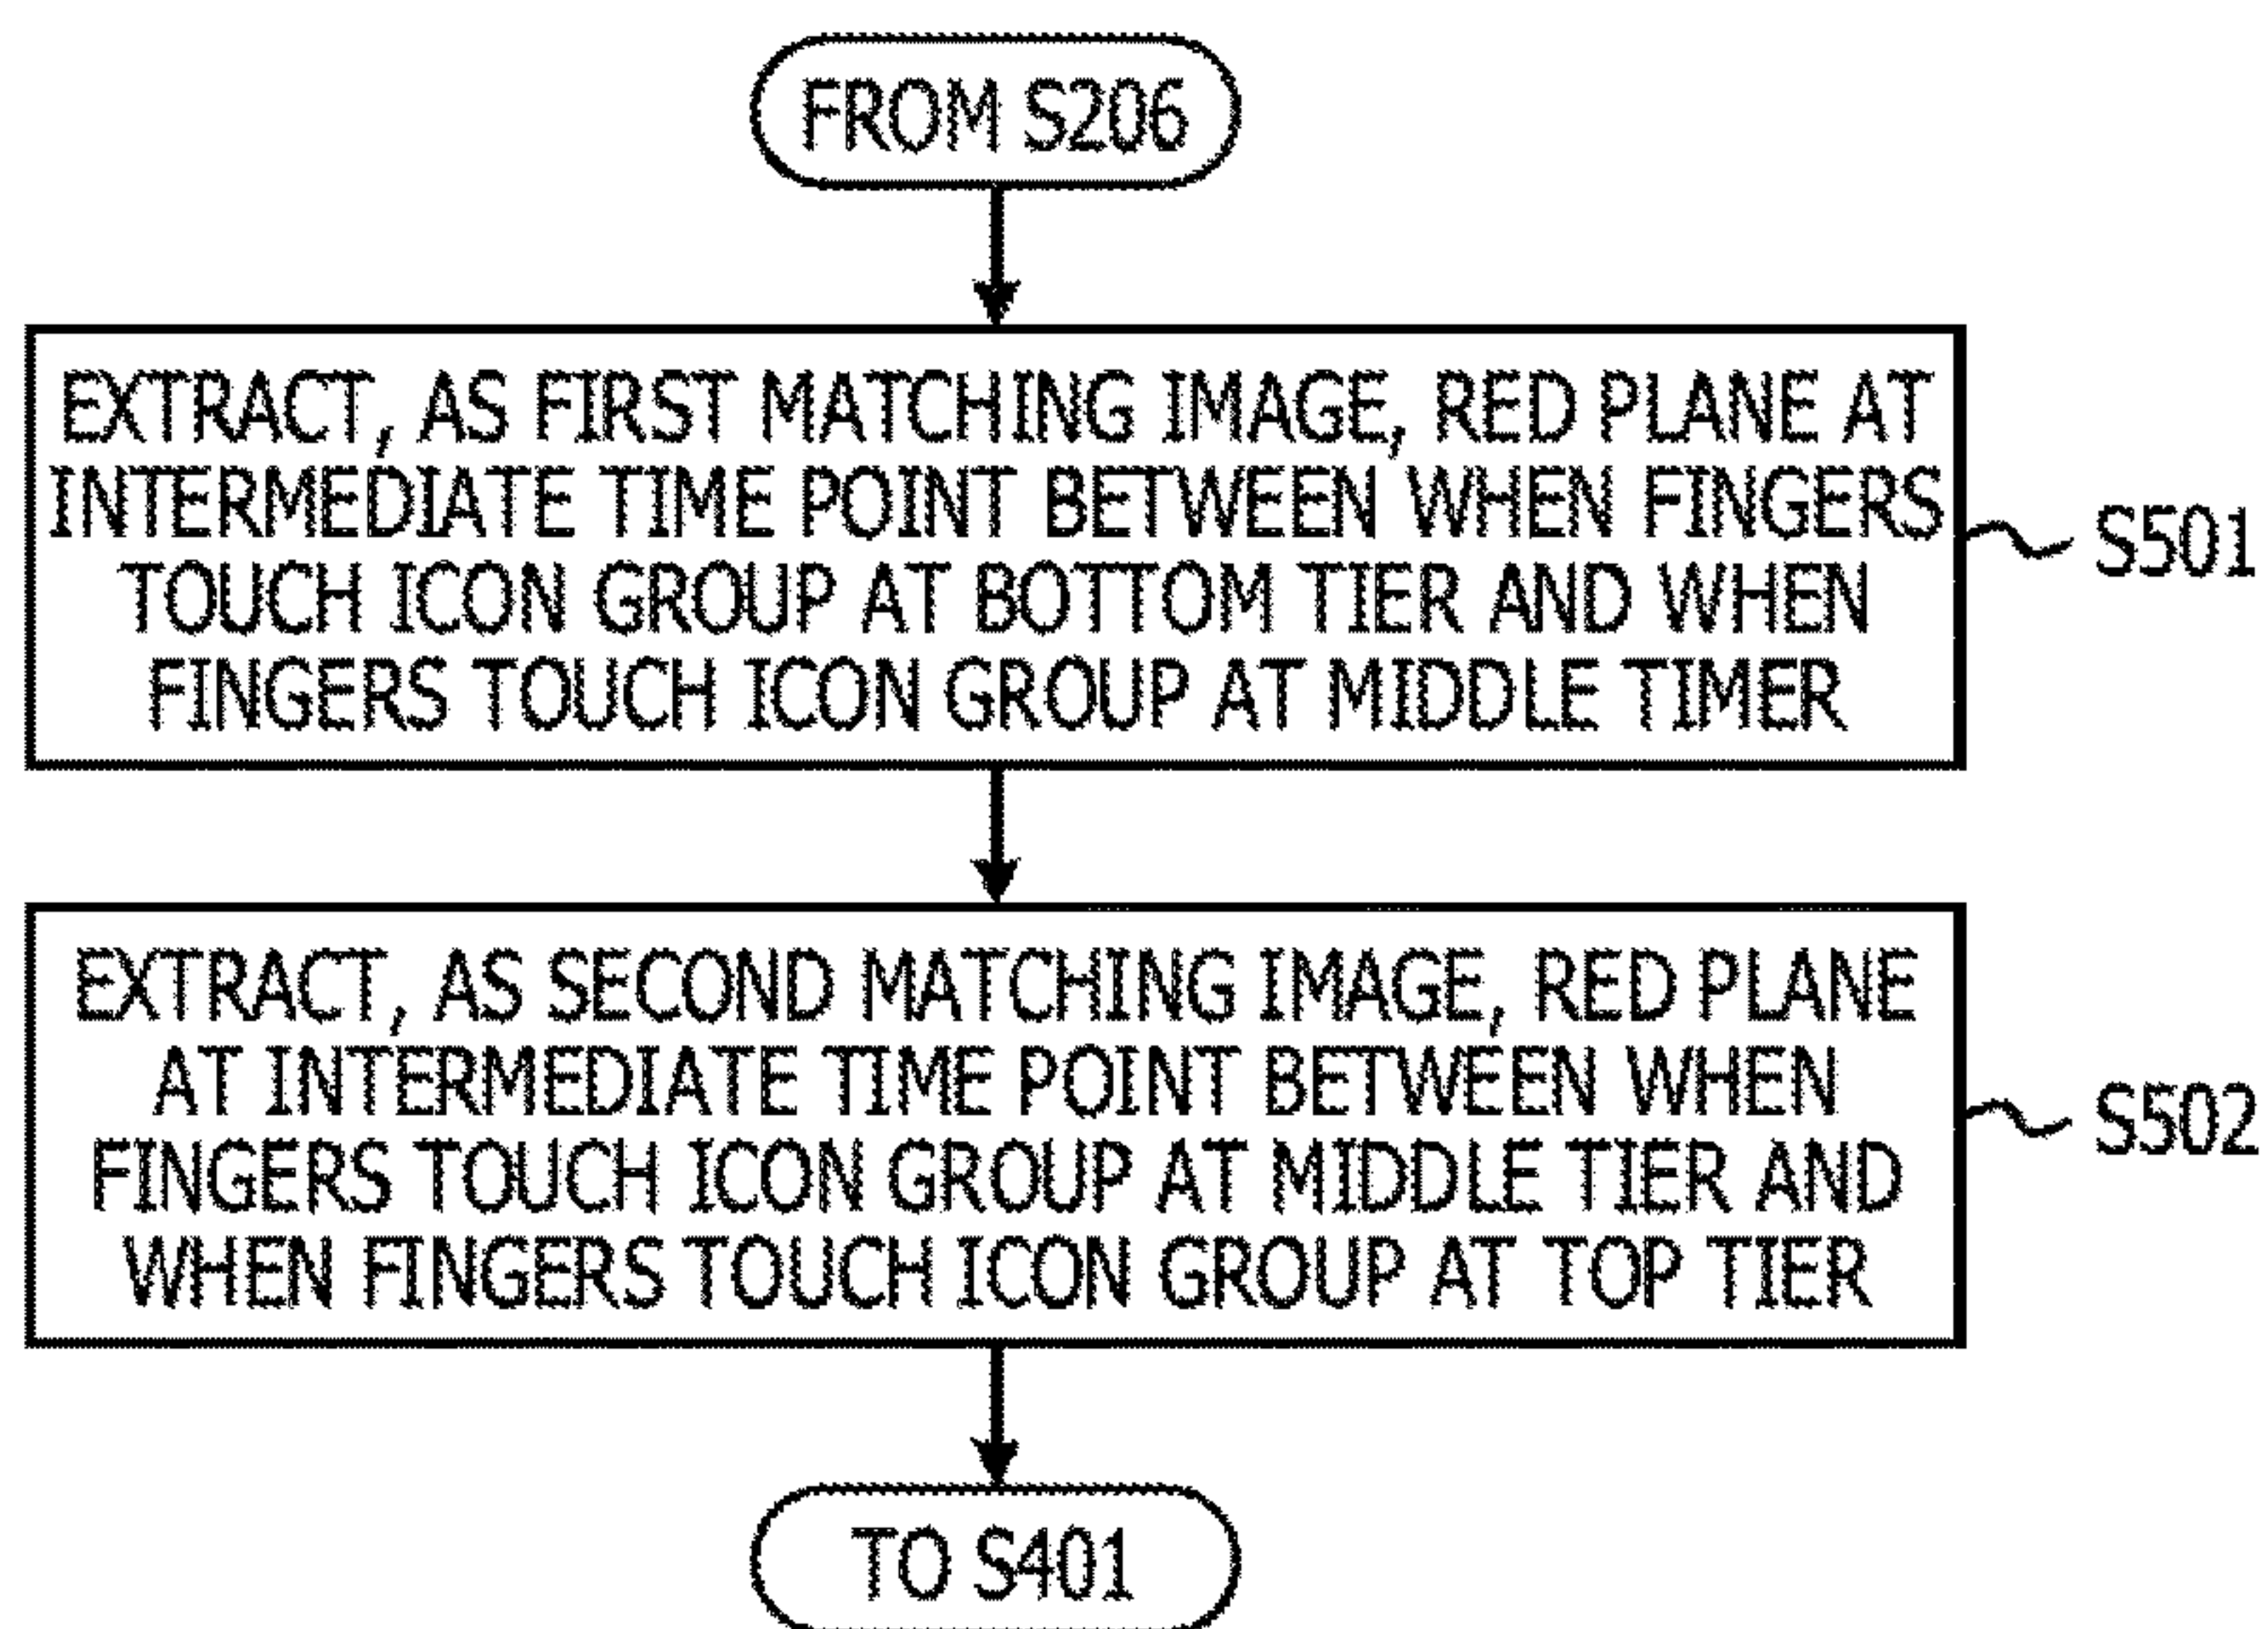 FROM S206
EXTRACT, AS FIRST MATCHING IMAGE, RED PLANE AT
INTERMEDIATE TIME POINT BETWEEN WHEN FINGERS
TOUCH ICON GROUP AT BOTTOM TIER AND WHEN
FINGERS TOUCH ICON GROUP AT MIDDLE TIMER
S501
EXTRACT, AS SECOND MATCHING IMAGE, RED PLANE
AT INTERMEDIATE TIME POINT BETWEEN WHEN
FINGERS TOUCH ICON GROUP AT MIDDLE TIER AND
WHEN FINGERS TOUCH ICON GROUP AT TOP TIER
S502
TO S401